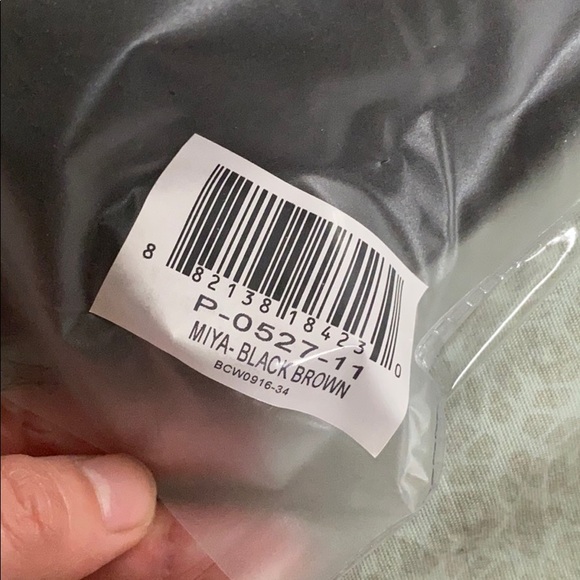 8 82138 18423 0
P-0527-11
MIYA- BLACK BROWN
BCW0916-34